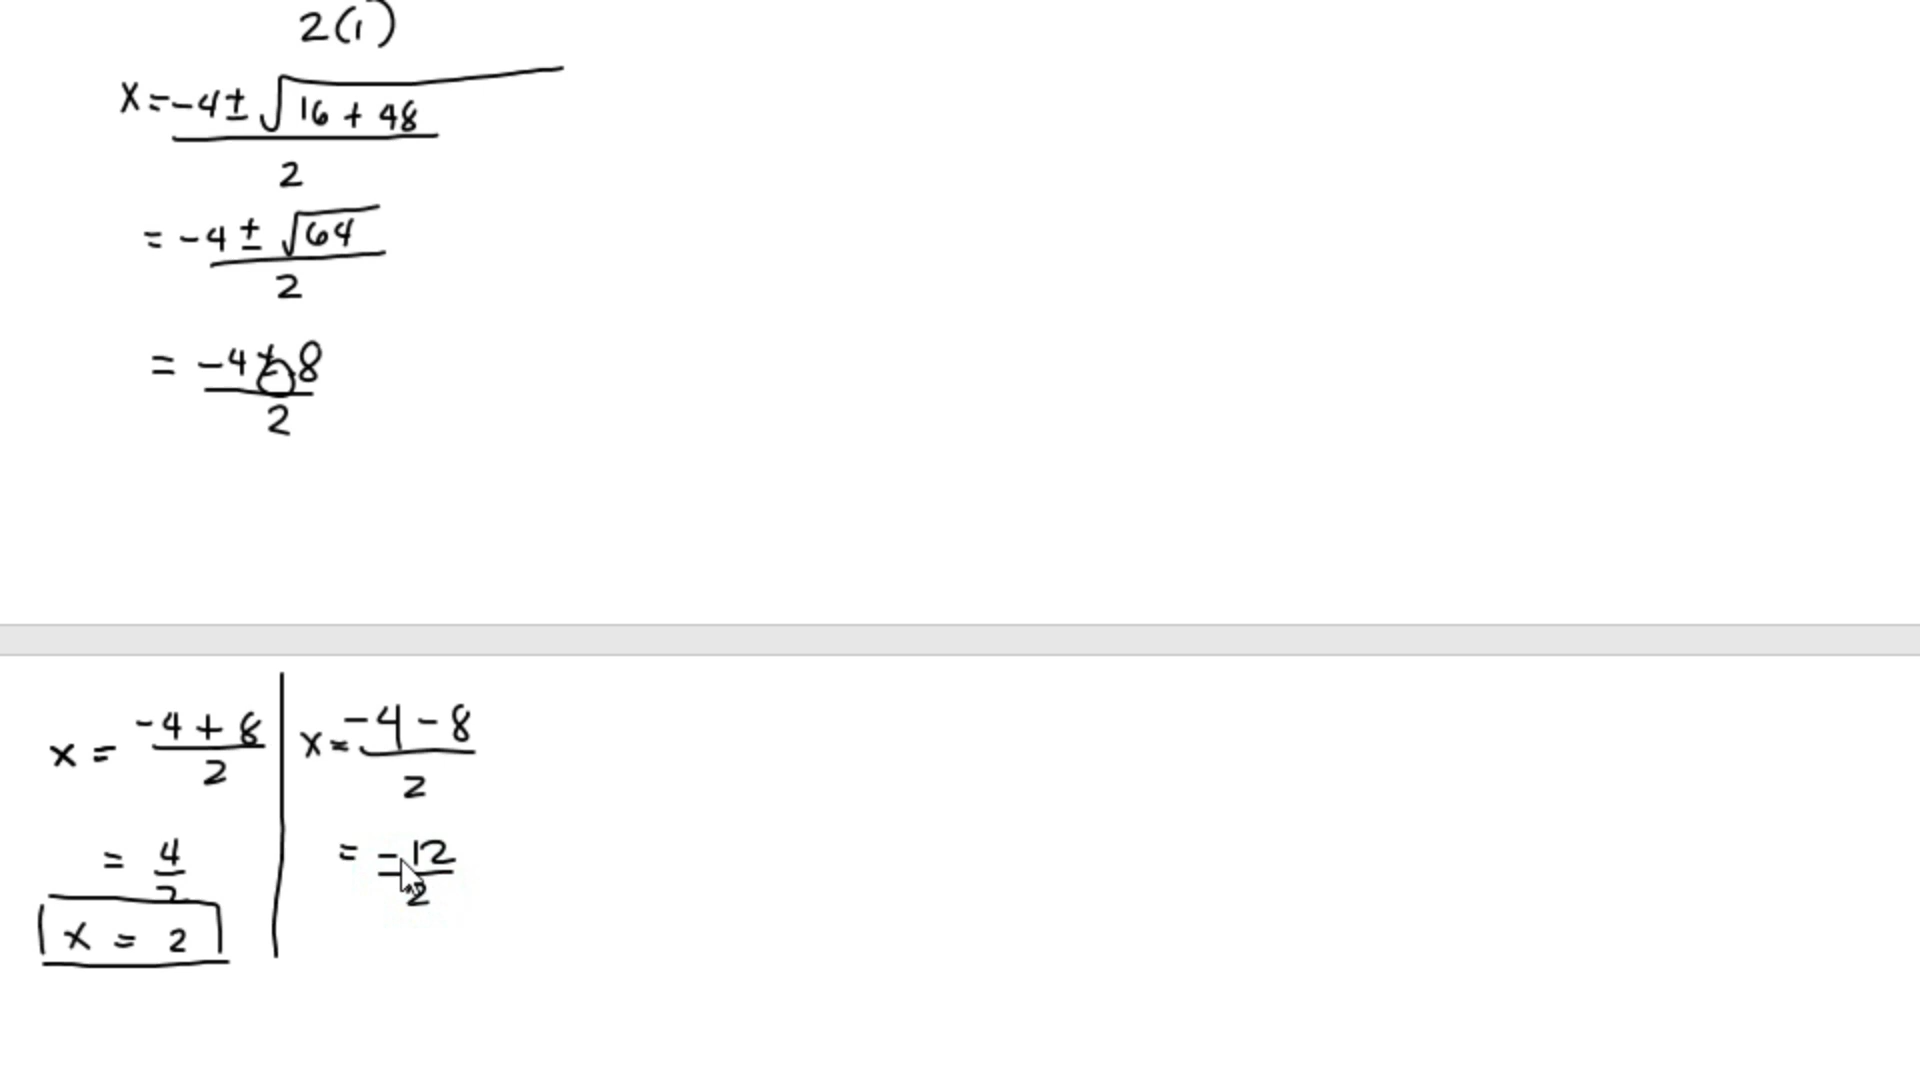 2(1)
x = -4 ± √16 + 48
2
= -4 ± √64
2
= -4 ± 8
2
x = -4 + 8
2
= 4
2
x = 2
x = -4 - 8
2
= -12
2